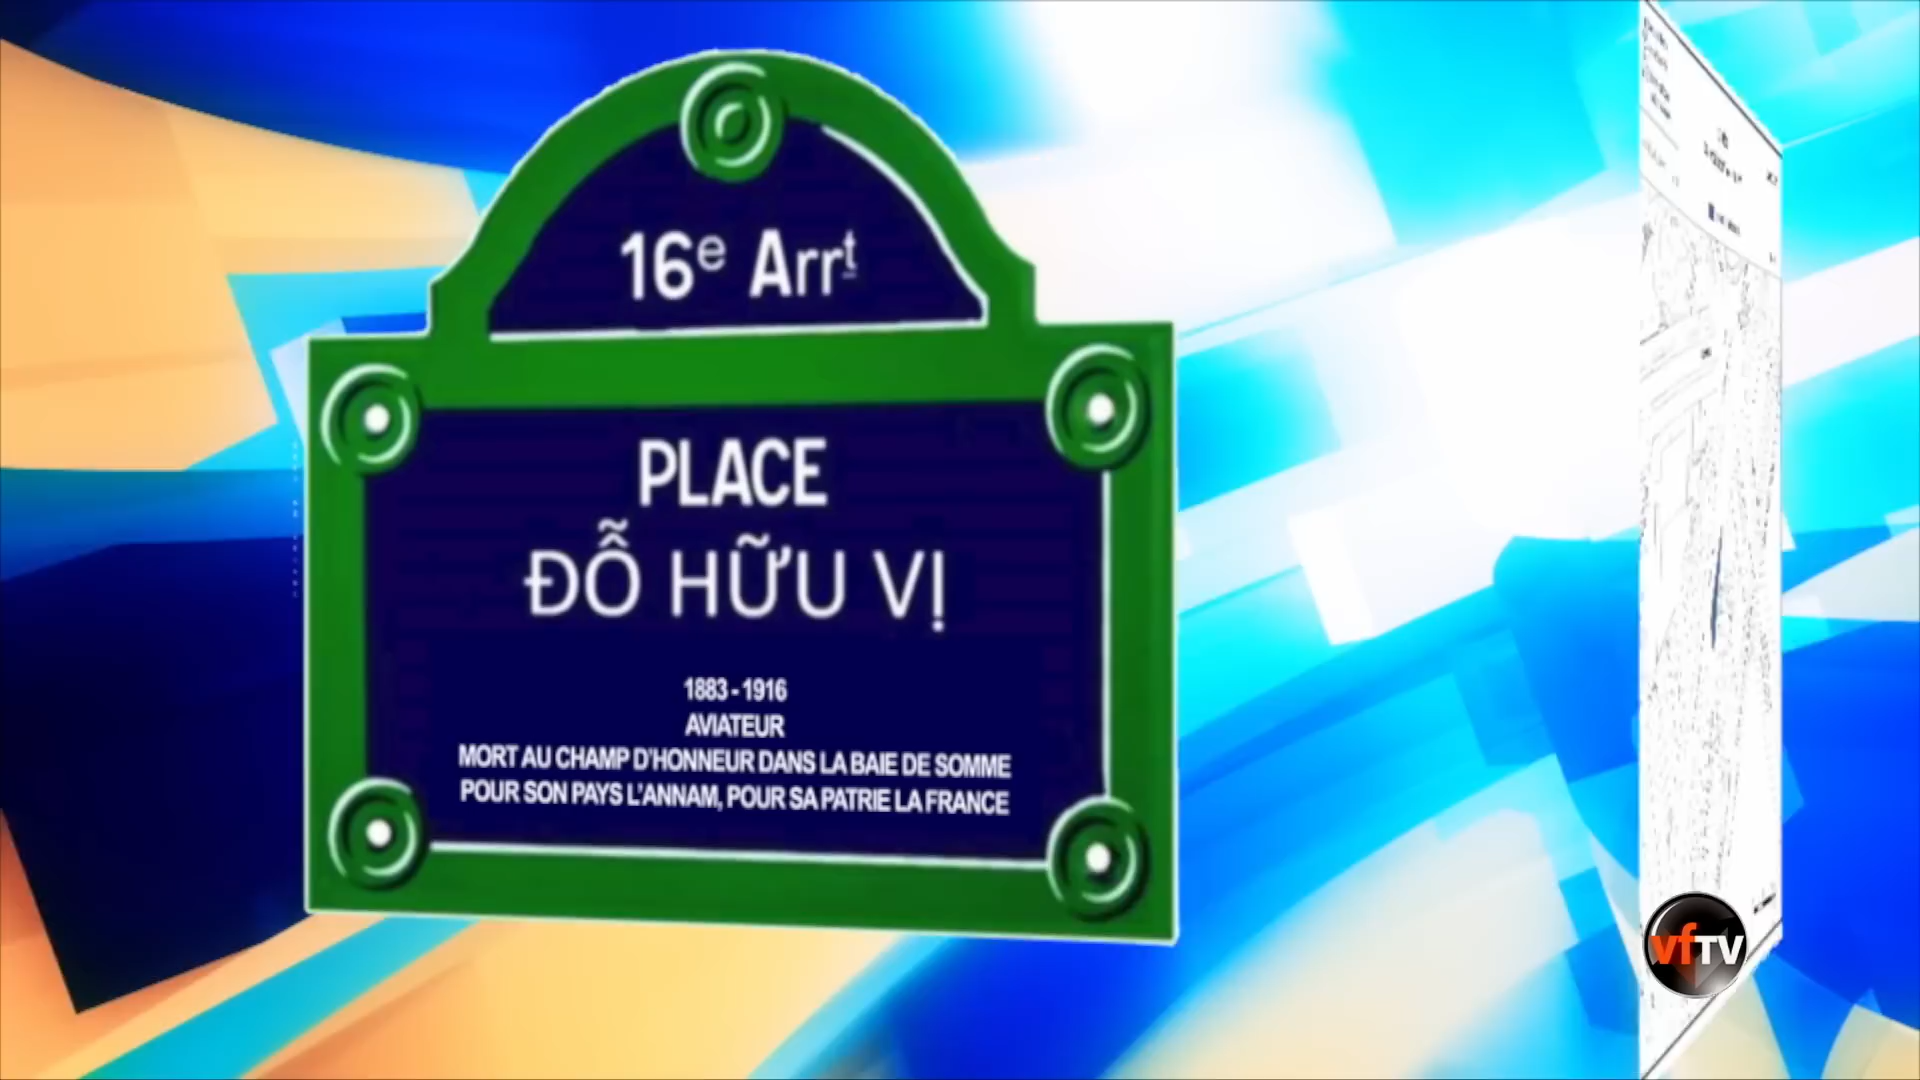 16e Arrt
PLACE
ĐỖ HỮU VỊ
1883 - 1916
AVIATEUR
MORT AU CHAMP D'HONNEUR DANS LA BAIE DE SOMME
POUR SON PAYS L'ANNAM, POUR SA PATRIE LA FRANCE
vfTV